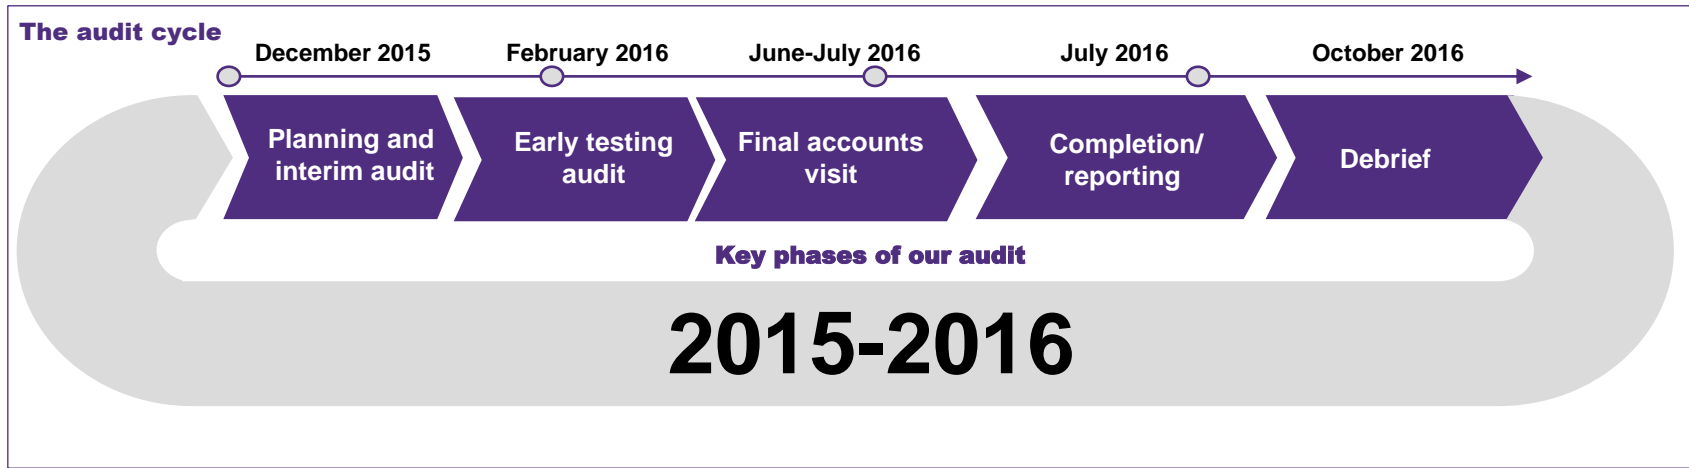 The audit cycle
December 2015
February 2016
June-July 2016
July 2016
October 2016
Planning and
interim audit
Early testing
audit
Final accounts
visit
Completion/
reporting
Debrief
Key phases of our audit
2015-2016